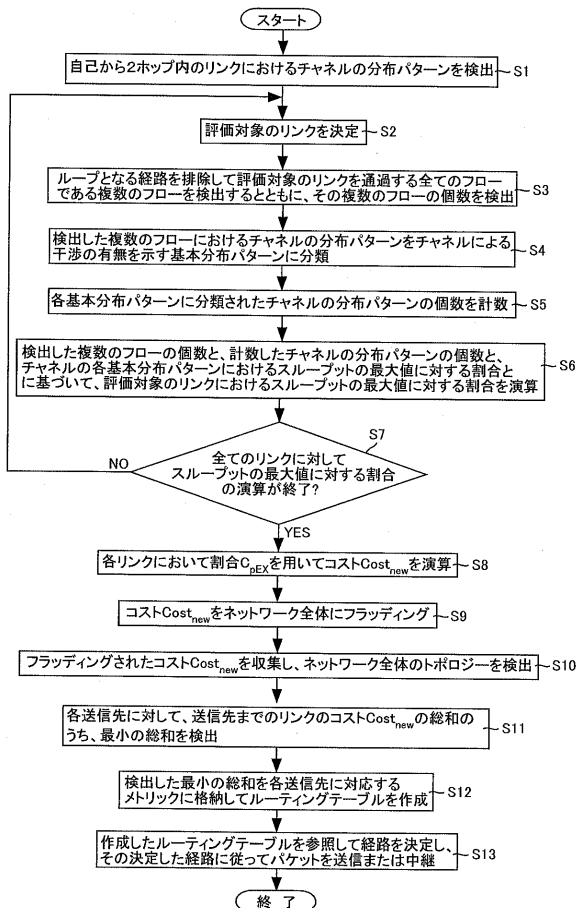 スタート
自己から2ホップ内のリンクにおけるチャネルの分布パターンを検出
S1
評価対象のリンクを決定
S2
ループとなる経路を排除して評価対象のリンクを通過する全てのフロー
である複数のフローを検出するとともに、その複数のフローの個数を検出
S3
検出した複数のフローにおけるチャネルの分布パターンをチャネルによる
干渉の有無を示す基本分布パターンに分類
S4
各基本分布パターンに分類されたチャネルの分布パターンの個数を計数
S5
検出した複数のフローの個数と、計数したチャネルの分布パターンの個数と、
チャネルの各基本分布パターンにおけるスループットの最大値に対する割合と
に基づいて、評価対象のリンクにおけるスループットの最大値に対する割合を演算
S6
S7
全てのリンクに対して
スループットの最大値に対する割合
の演算が終了?
NO
YES
各リンクにおいて割合CpEXを用いてコストCostnewを演算
S8
コストCostnewをネットワーク全体にフラッディング
S9
フラッディングされたコストCostnewを収集し、ネットワーク全体のトポロジーを検出
S10
各送信先に対して、送信先までのリンクのコストCostnewの総和の
うち、最小の総和を検出
S11
検出した最小の総和を各送信先に対応する
メトリックに格納してルーティングテーブルを作成
S12
作成したルーティングテーブルを参照して経路を決定し、
その決定した経路に従ってパケットを送信または中継
S13
終 了